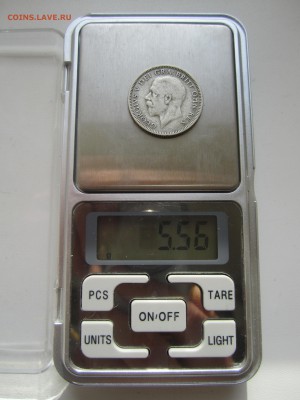 COINS.LAVE.RU
5.56
PCS
TARE
ON/OFF
UNITS
LIGHT